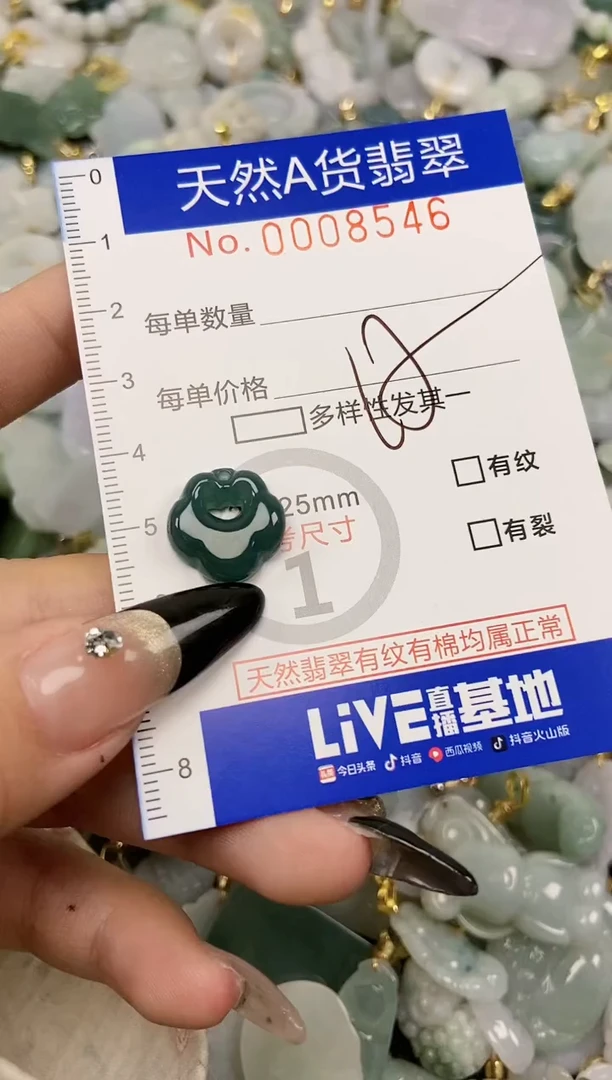 天然A货翡翠
No. 0008546
0
1
2
3
4
5
8
每单数量
每单价格
多样性发其一
有纹
25mm
考尺寸
有裂
1
天然翡翠有纹有棉均属正常
LiVE直播基地
今日头条 抖音 西瓜视频 抖音火山版